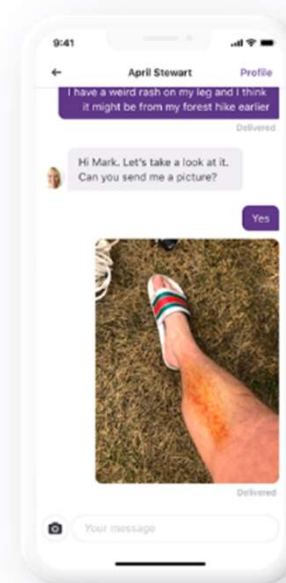 9:41
April Stewart
Profile
I have a weird rash on my leg and I think
it might be from my forest hike earlier
Delivered
Hi Mark. Let's take a look at it.
Can you send me a picture?
Yes
Delivered
Your message